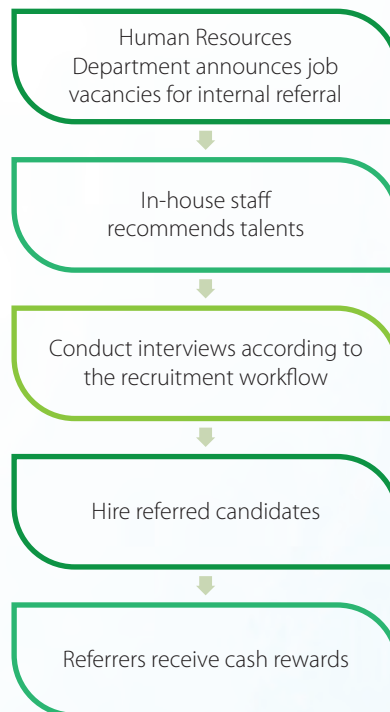 Human Resources
Department announces job
vacancies for internal referral
In-house staff
recommends talents
Conduct interviews according to
the recruitment workflow
Hire referred candidates
Referrers receive cash rewards